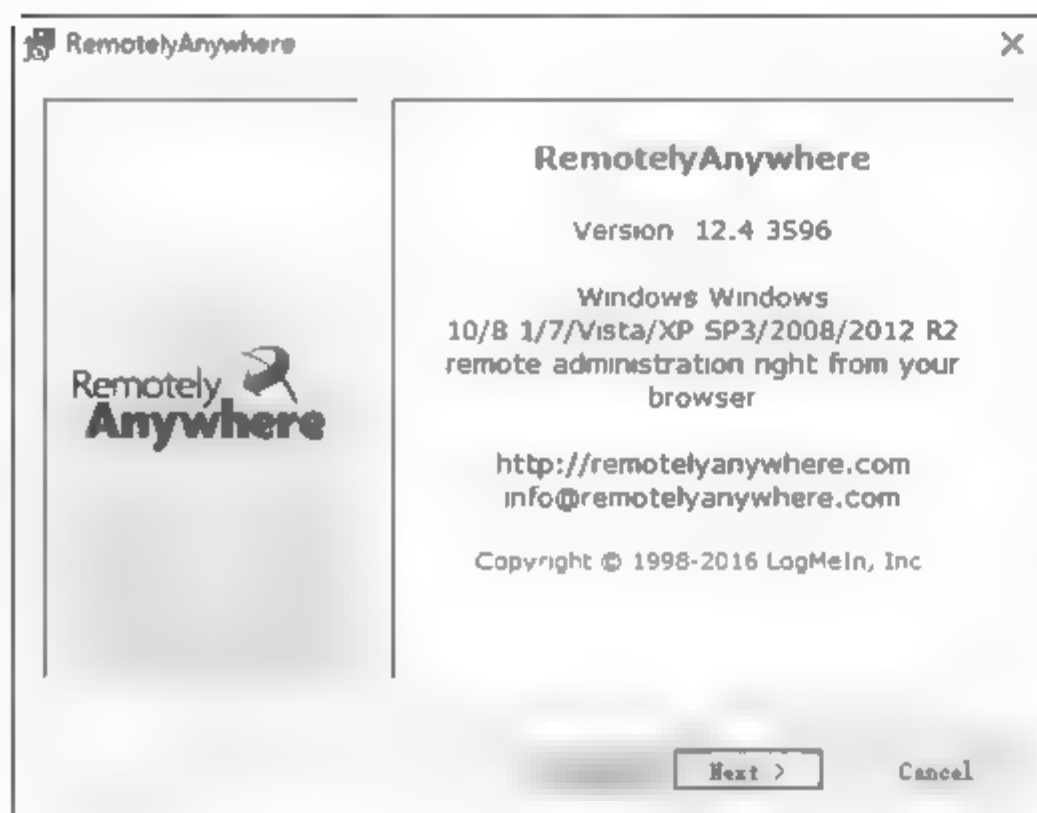 RemotelyAnywhere
RemotelyAnywhere
Version 12.4 3596
Windows Windows
10/8 1/7/Vista/XP SP3/2008/2012 R2
remote administration right from your
browser
Remotely
Anywhere
http://remotelyanywhere.com
info@remotelyanywhere.com
Copyright © 1998-2016 LogMeIn, Inc
Next >
Cancel